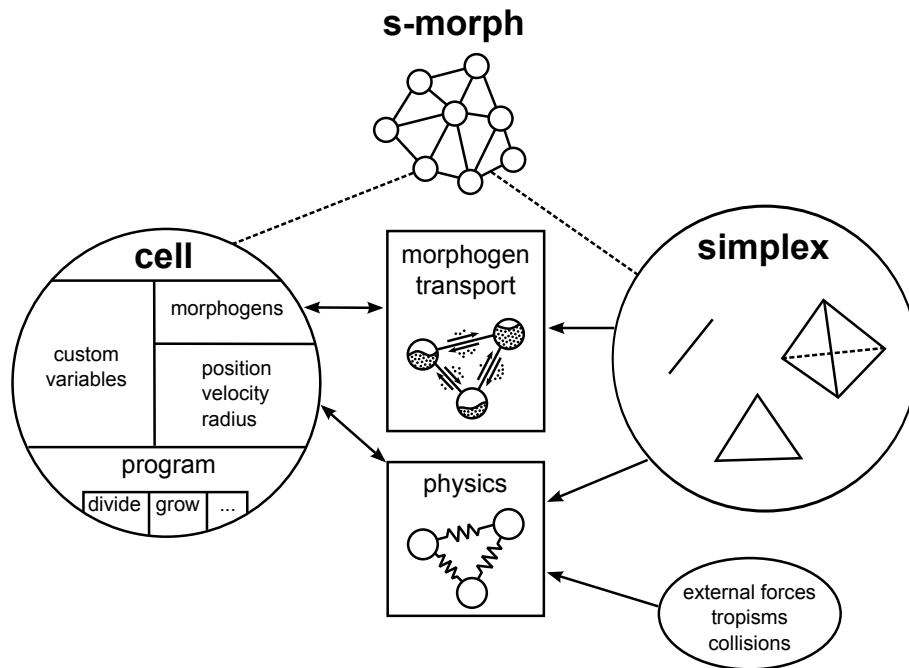 s-morph
cell
morphogens
custom
variables
position
velocity
radius
program
divide
grow
...
morphogen
transport
physics
simplex
external forces
tropisms
collisions